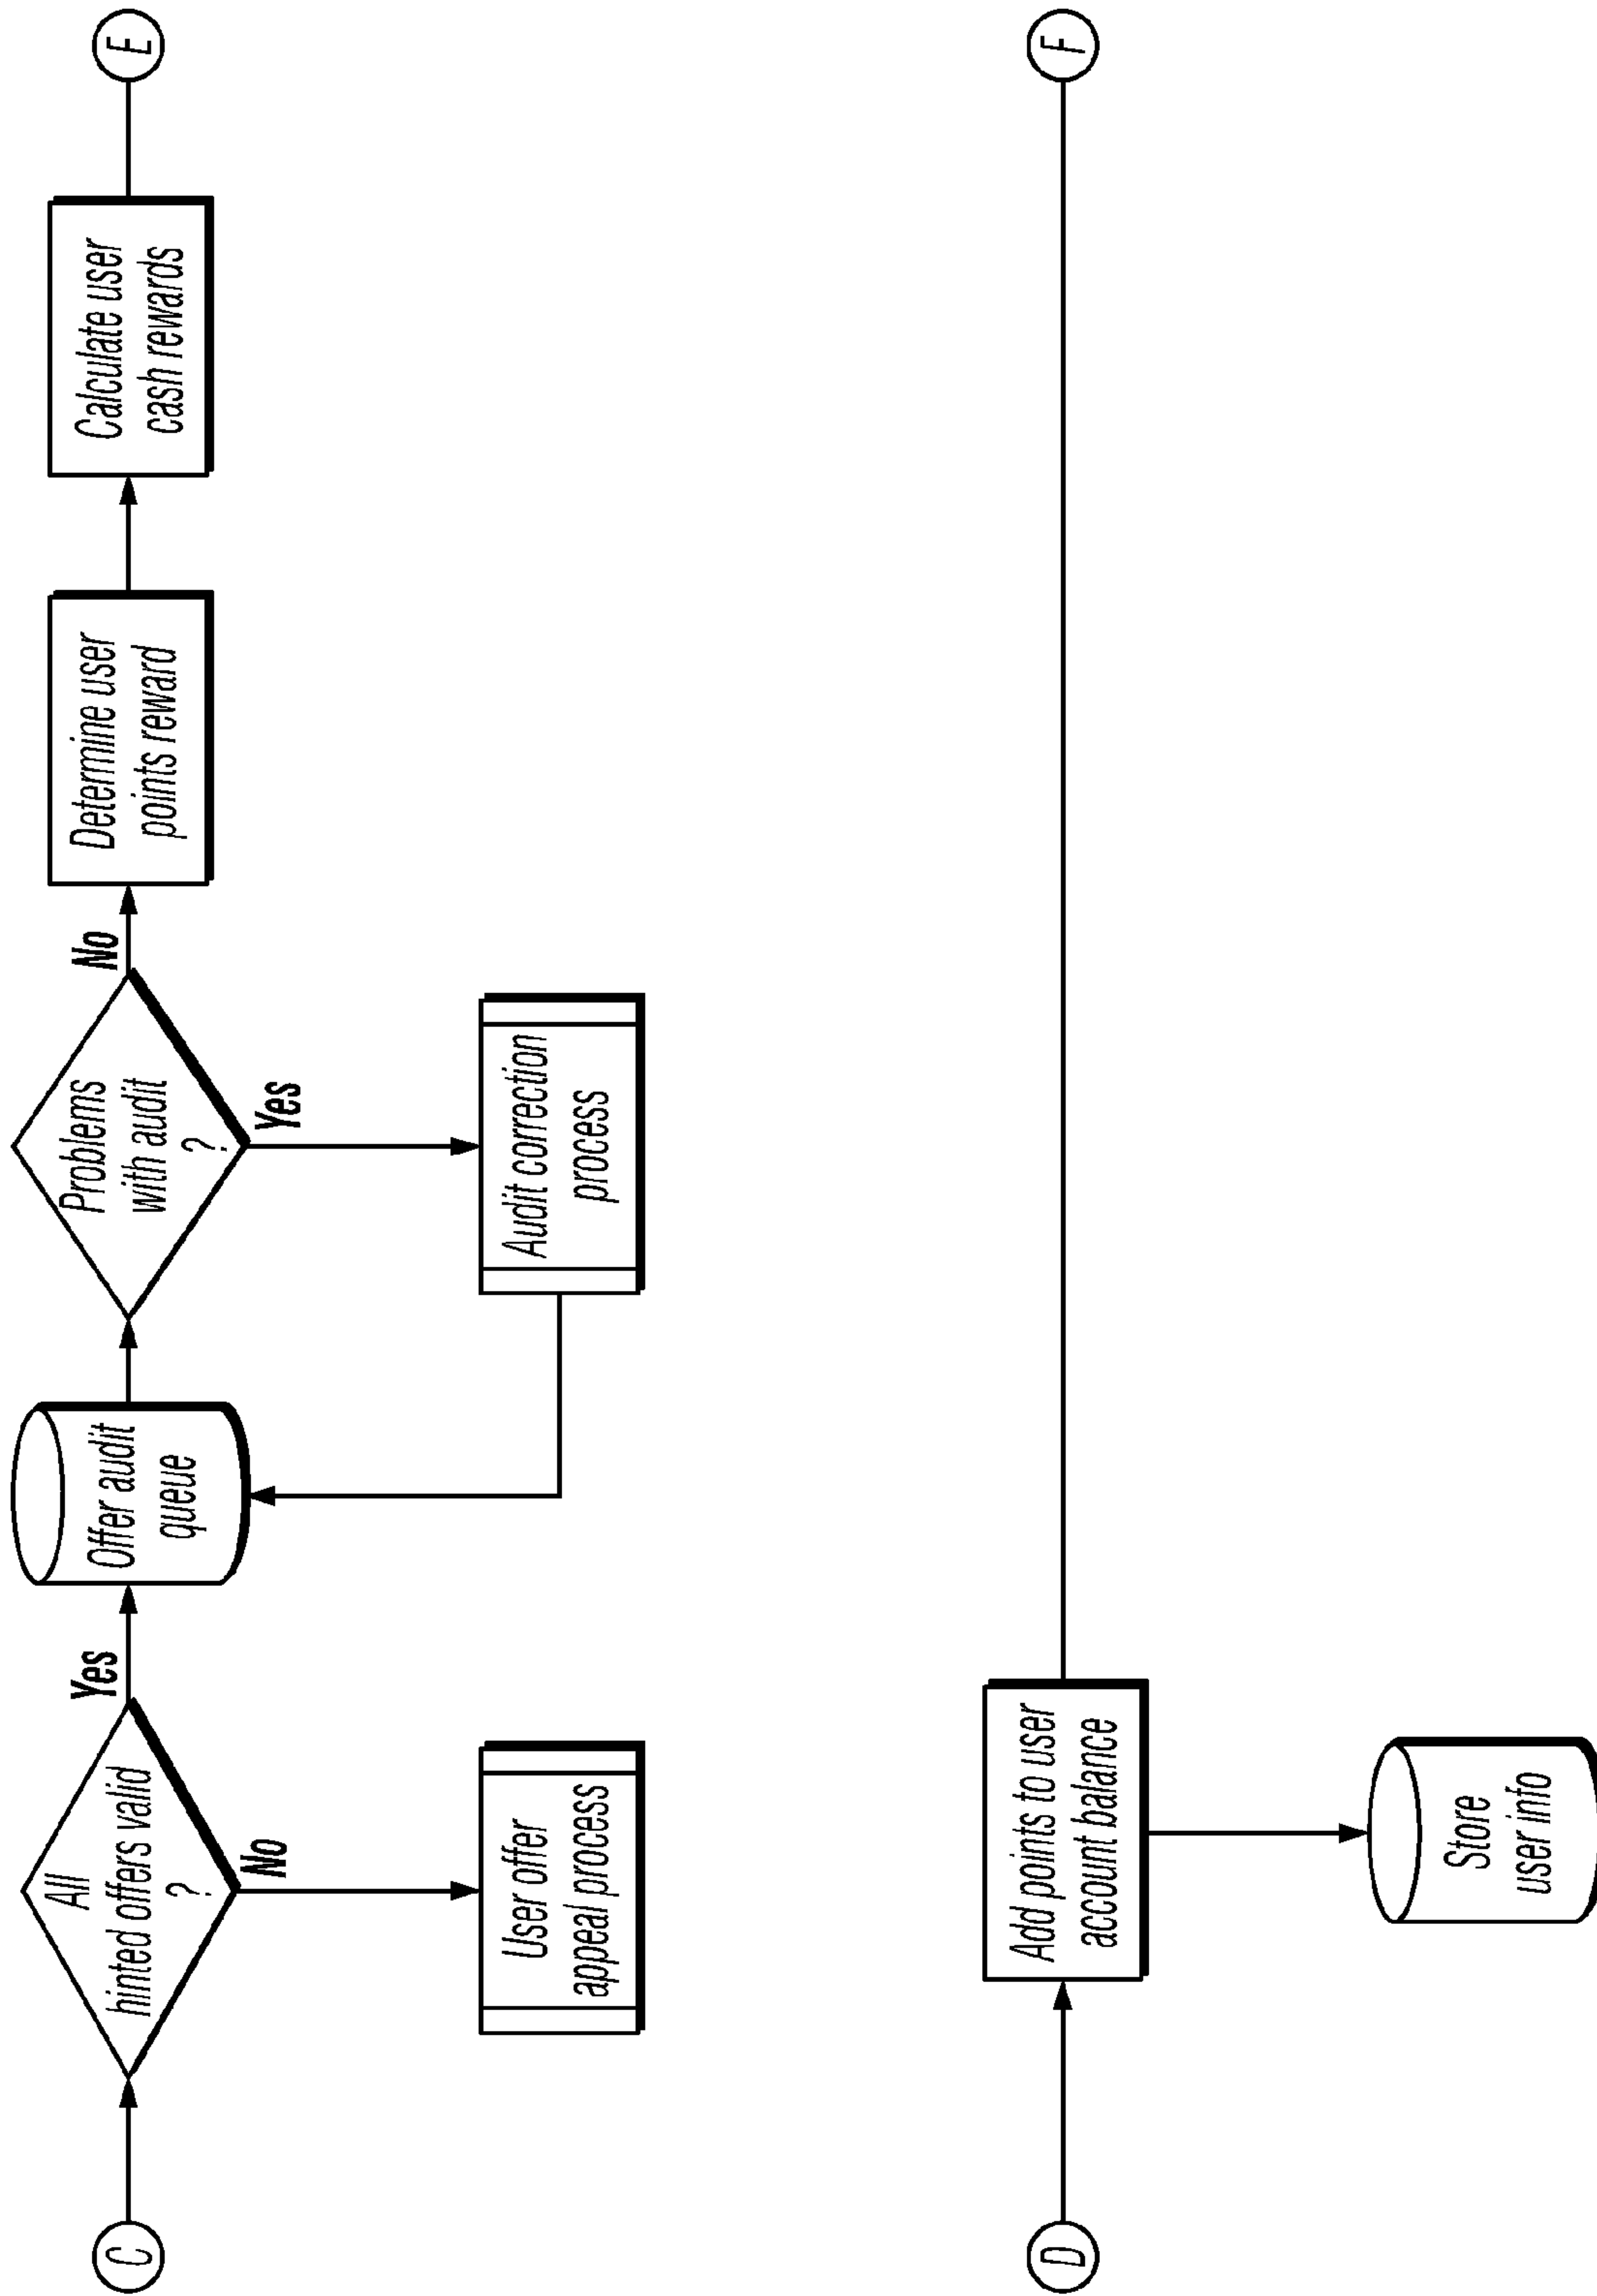 C
All
hinted offers valid
?
Yes
No
User offer
appeal process
Offer audit
queue
Problems
with audit
?
No
Yes
Audit correction
process
Determine user
points reward
Calculate user
cash rewards
E
D
Add points to user
account balance
Store
user info
F